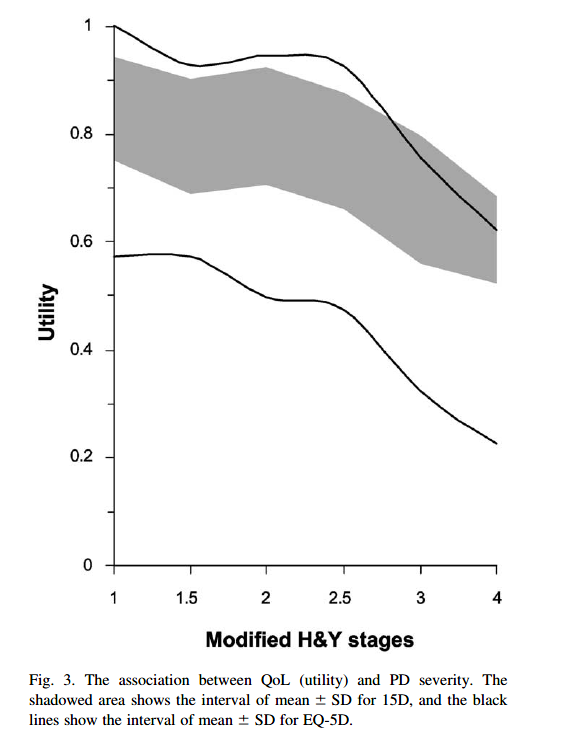 1
0.8
0.6
0.4
0.2
0
Utility
1 1.5 2 2.5 3 4
Modified H&Y stages
Fig. 3. The association between QoL (utility) and PD severity. The
shadowed area shows the interval of mean ± SD for 15D, and the black
lines show the interval of mean ± SD for EQ-5D.